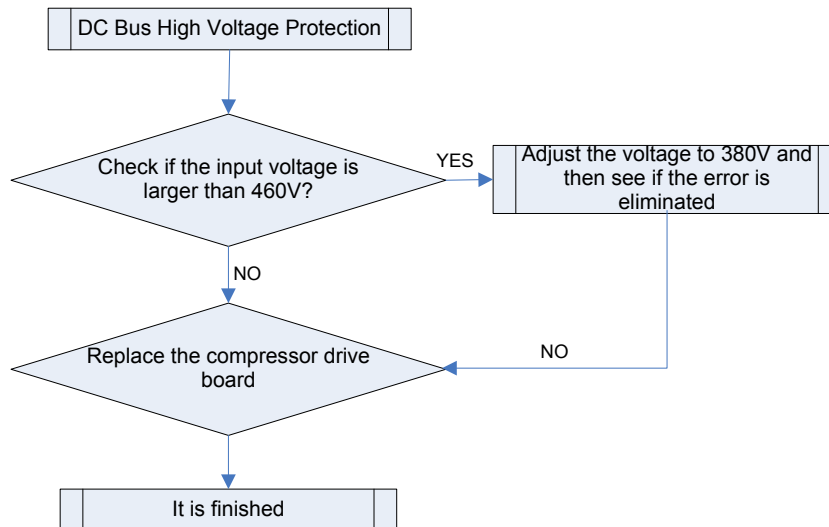 DC Bus High Voltage Protection
Check if the input voltage is
larger than 460V?
YES
Adjust the voltage to 380V and
then see if the error is
eliminated
NO
Replace the compressor drive
board
NO
It is finished